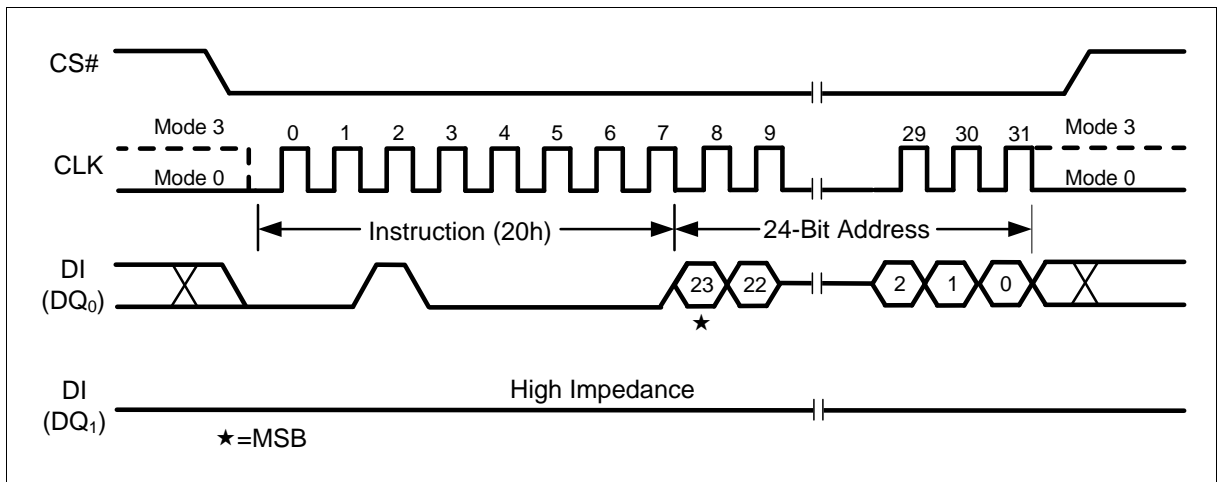 CS#
Mode 3
0 1 2 3 4 5 6 7 8 9 29 30 31
Mode 3
CLK
Mode 0
Mode 0
Instruction (20h)
24-Bit Address
DI
(DQ₀)
23 22 2 1 0
★
DI
(DQ₁)
High Impedance
★=MSB